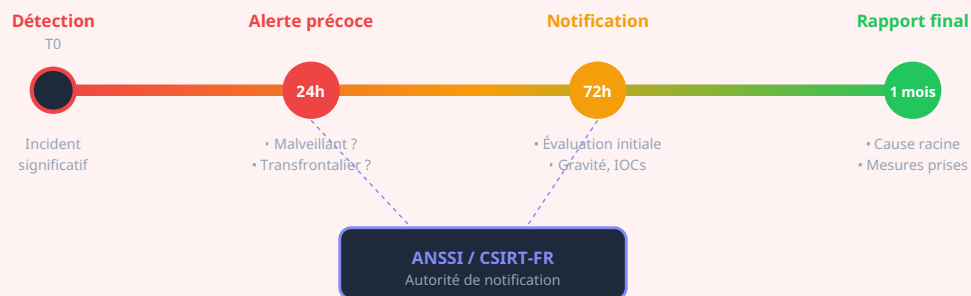 Détection
T0
Incident
significatif
Alerte précoce
24h
• Malveillant ?
• Transfrontalier ?
Notification
72h
• Évaluation initiale
• Gravité, IOCs
Rapport final
1 mois
• Cause racine
• Mesures prises
ANSSI / CSIRT-FR
Autorité de notification